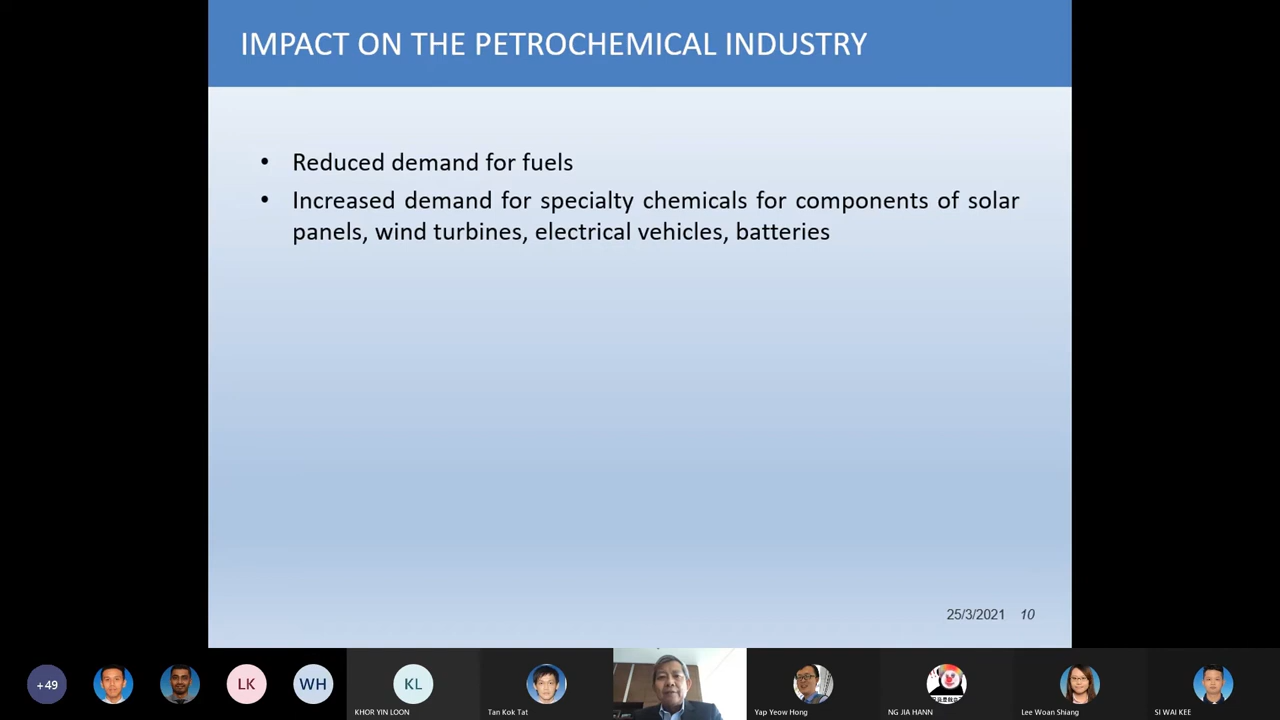 IMPACT ON THE PETROCHEMICAL INDUSTRY
• Reduced demand for fuels
• Increased demand for specialty chemicals for components of solar
panels, wind turbines, electrical vehicles, batteries
25/3/2021 10
+49
LK
WH
KL
KHOR YIN LOON
Tan Kok Tat
Yap Yeow Hong
NG JIA HANN
Lee Woan Shiang
SI WAI KEE